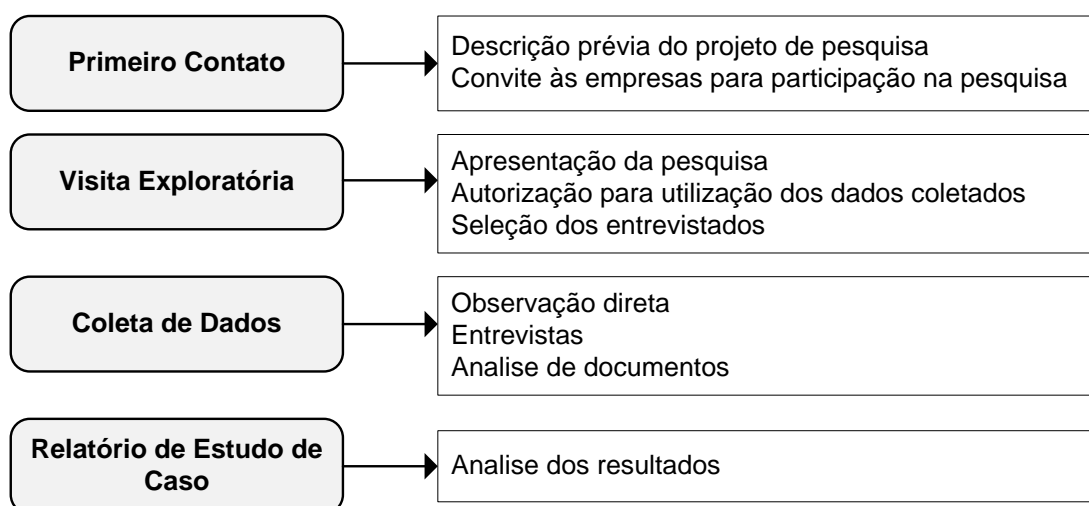 Primeiro Contato
Descrição prévia do projeto de pesquisa
Convite às empresas para participação na pesquisa
Visita Exploratória
Apresentação da pesquisa
Autorização para utilização dos dados coletados
Seleção dos entrevistados
Coleta de Dados
Observação direta
Entrevistas
Analise de documentos
Relatório de Estudo de
Caso
Analise dos resultados